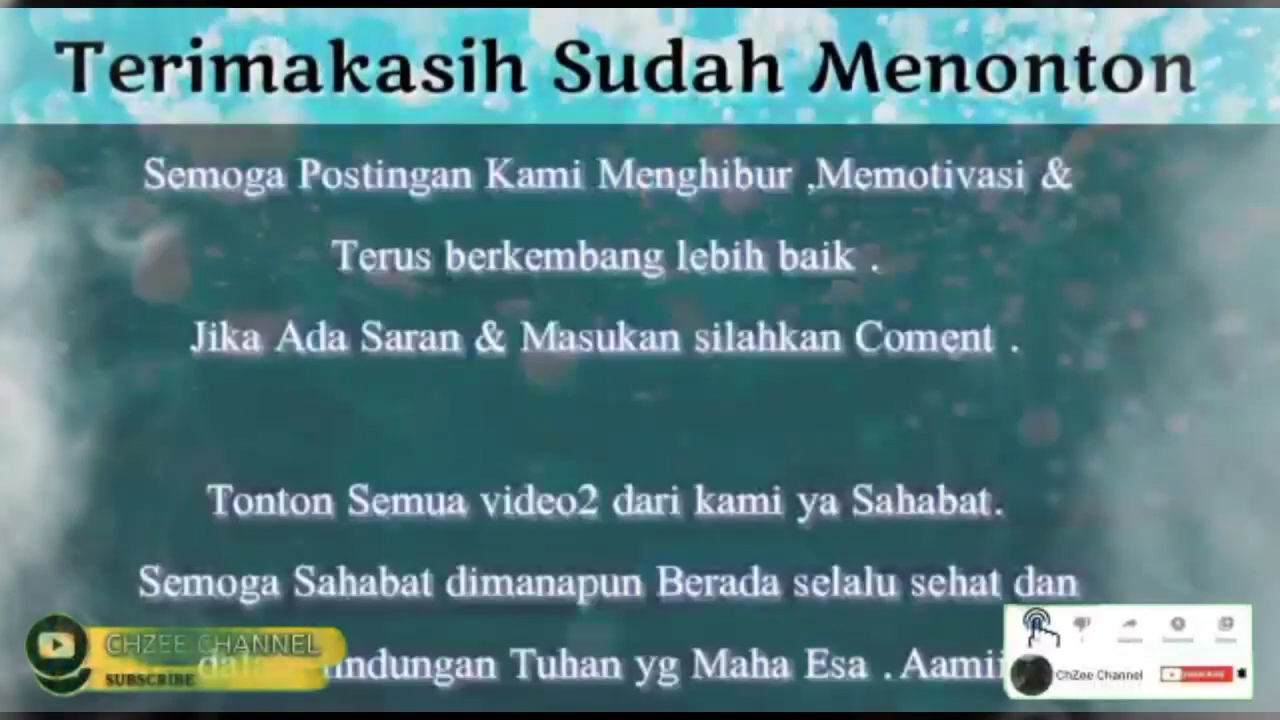 Terimakasih Sudah Menonton
Semoga Postingan Kami Menghibur ,Memotivasi &
Terus berkembang lebih baik .
Jika Ada Saran & Masukan silahkan Coment .
Tonton Semua video2 dari kami ya Sahabat.
Semoga Sahabat dimanapun Berada selalu sehat dan
Tuhan yg Maha Esa .
CHZEE CHANNEL
SUBSCRIBE
ChZee Channel